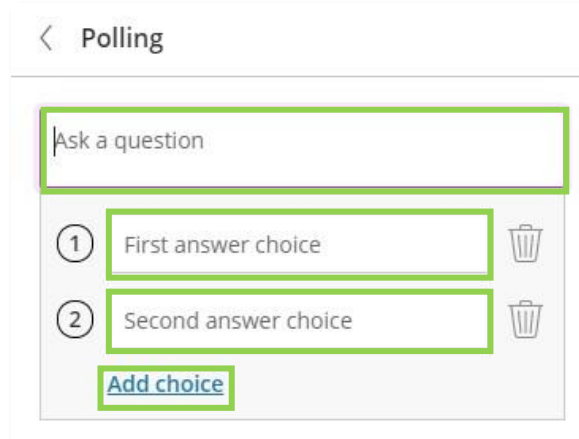 Polling
Ask a question
1 First answer choice
2 Second answer choice
Add choice